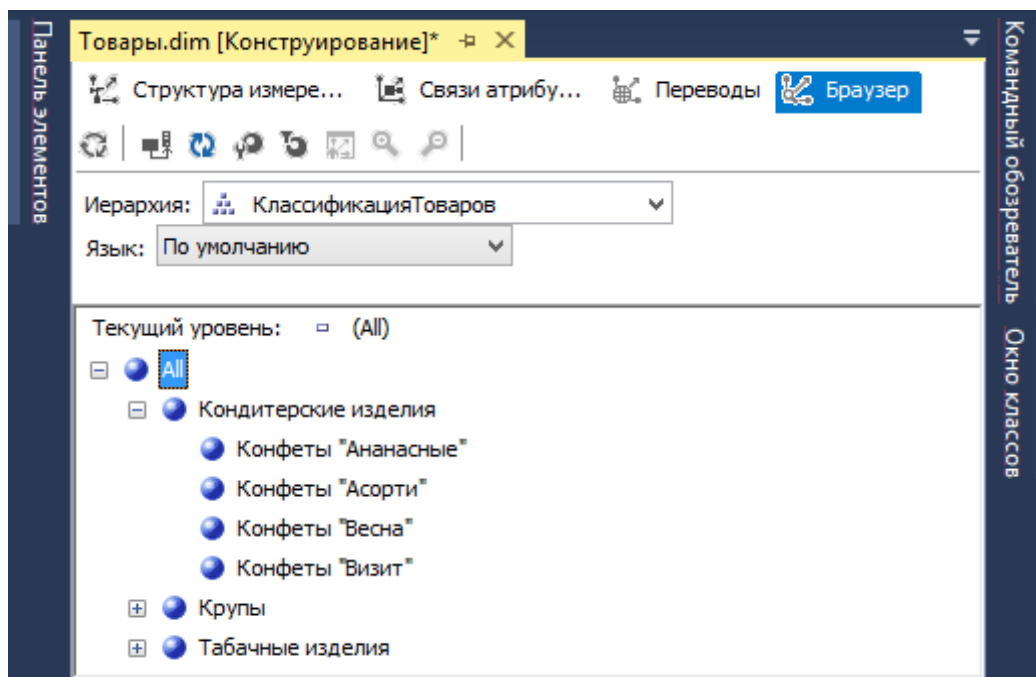 Панель элементов
Товары.dim [Конструирование]*
Структура измере... Связи атрибу... Переводы Браузер
Иерархия: КлассификацияТоваров
Язык: По умолчанию
Текущий уровень: (All)
All
Кондитерские изделия
Конфеты "Ананасные"
Конфеты "Асорти"
Конфеты "Весна"
Конфеты "Визит"
Крупы
Табачные изделия
Командный обозреватель
Окно классов